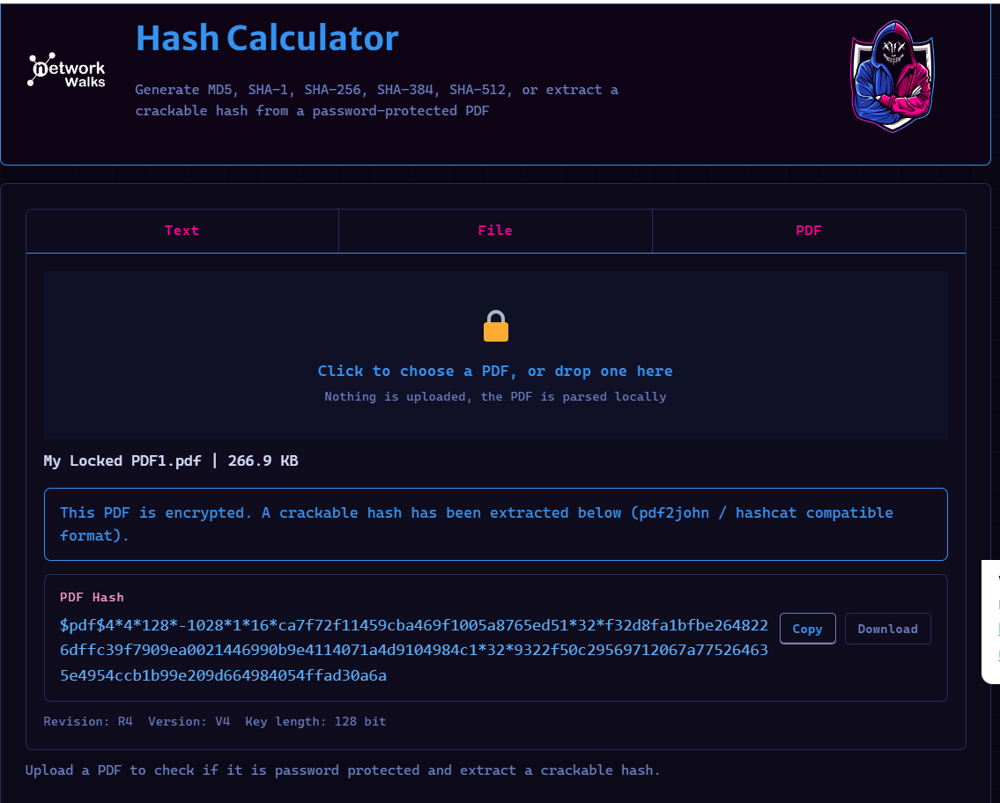 Hash Calculator
network
Walks
Generate MD5, SHA-1, SHA-256, SHA-384, SHA-512, or extract a
crackable hash from a password-protected PDF
Text
File
PDF
Click to choose a PDF, or drop one here
Nothing is uploaded, the PDF is parsed locally
My Locked PDF1.pdf | 266.9 KB
This PDF is encrypted. A crackable hash has been extracted below (pdf2john / hashcat compatible
format).
PDF Hash
$pdf$4*4*128*-1028*1*16*ca7f72f11459cba469f1005a8765ed51*32*f32d8fa1bfbe264822
6dffc39f7909ea0021446990b9e4114071a4d9104984c1*32*9322f50c29569712067a77526463
5e4954ccb1b99e209d664984054ffad30a6a
Copy
Download
Revision: R4 Version: V4 Key length: 128 bit
Upload a PDF to check if it is password protected and extract a crackable hash.